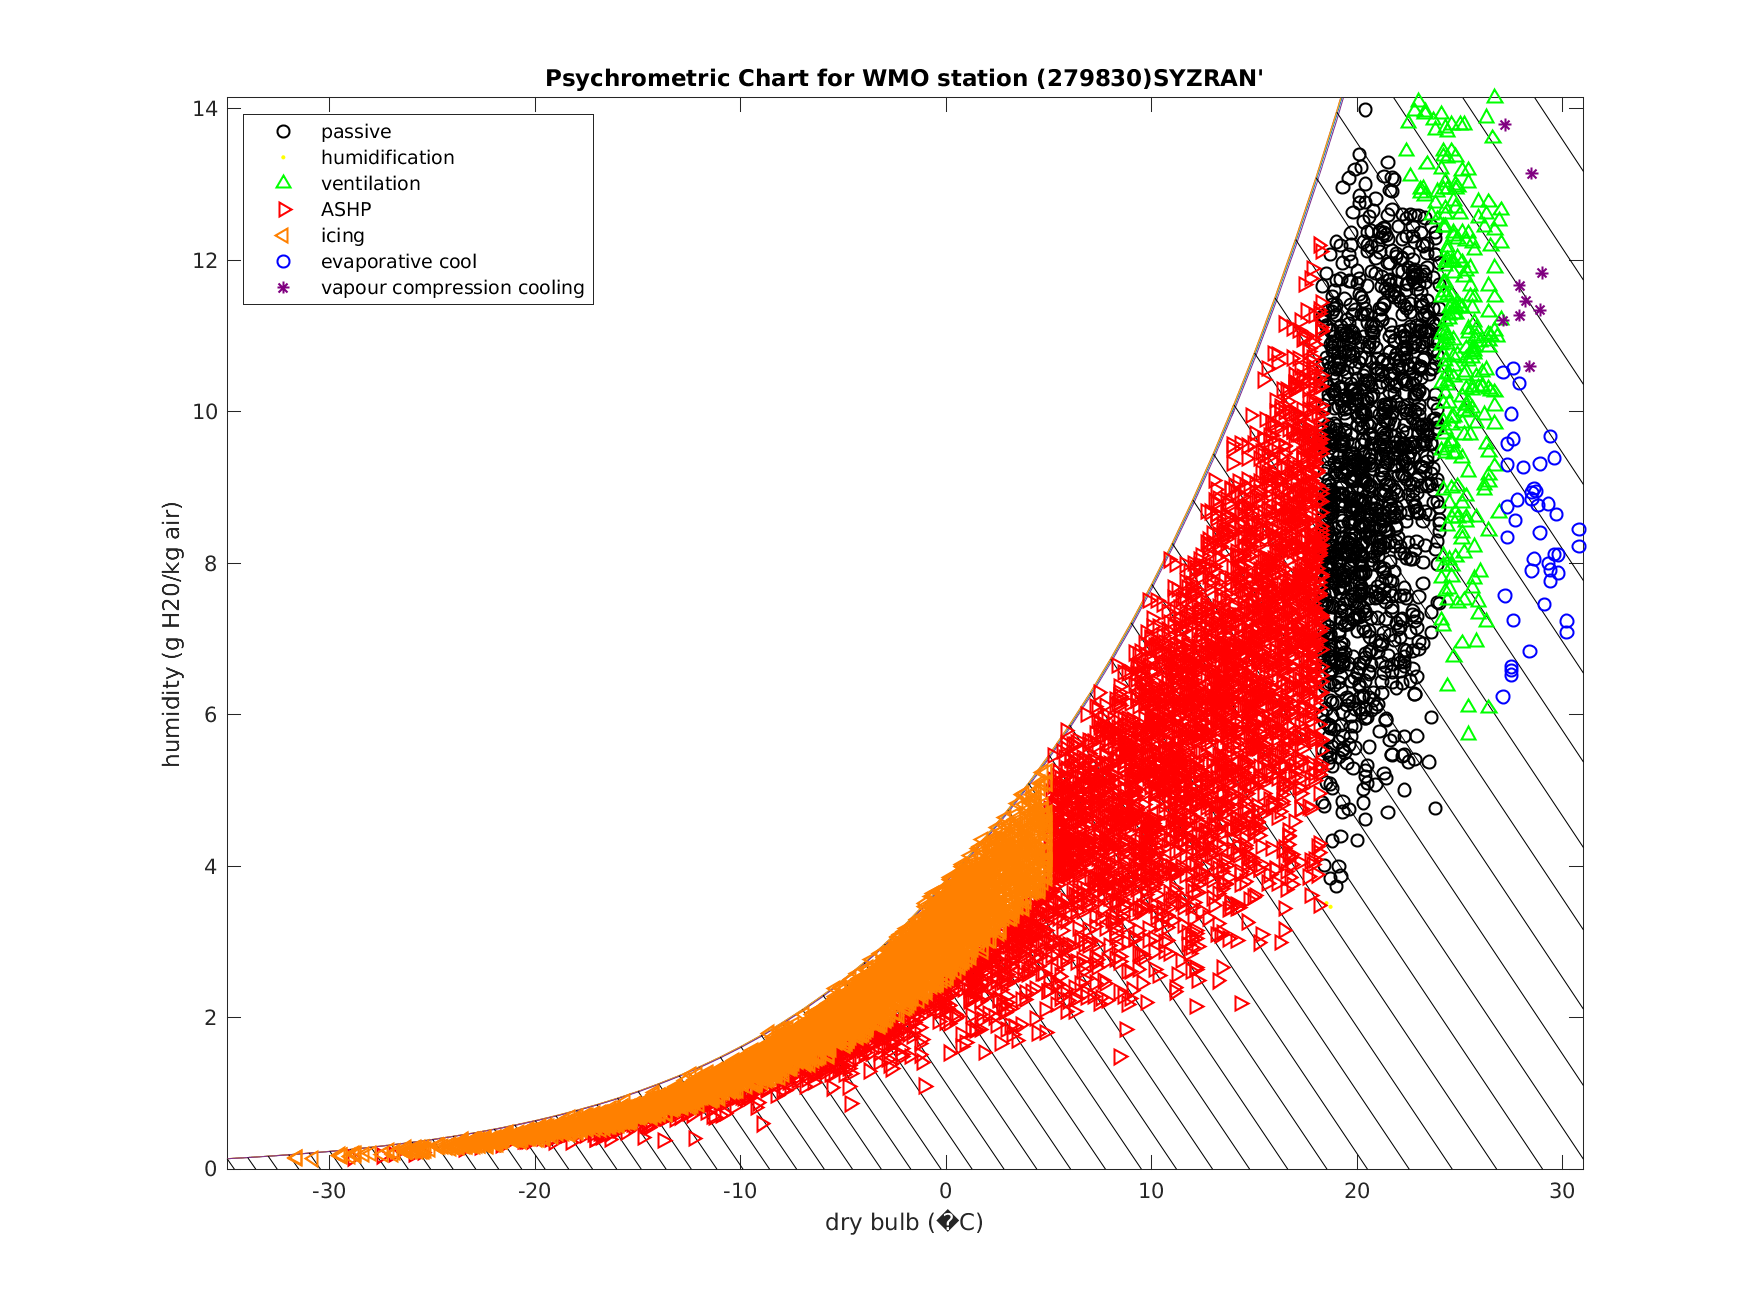 Psychrometric Chart for WMO station (279830)SYZRAN'
14
12
10
8
6
4
2
0
humidity (g H20/kg air)
passive
humidification
ventilation
ASHP
icing
evaporative cool
vapour compression cooling
-30
-20
-10
0
10
20
30
dry bulb (�C)